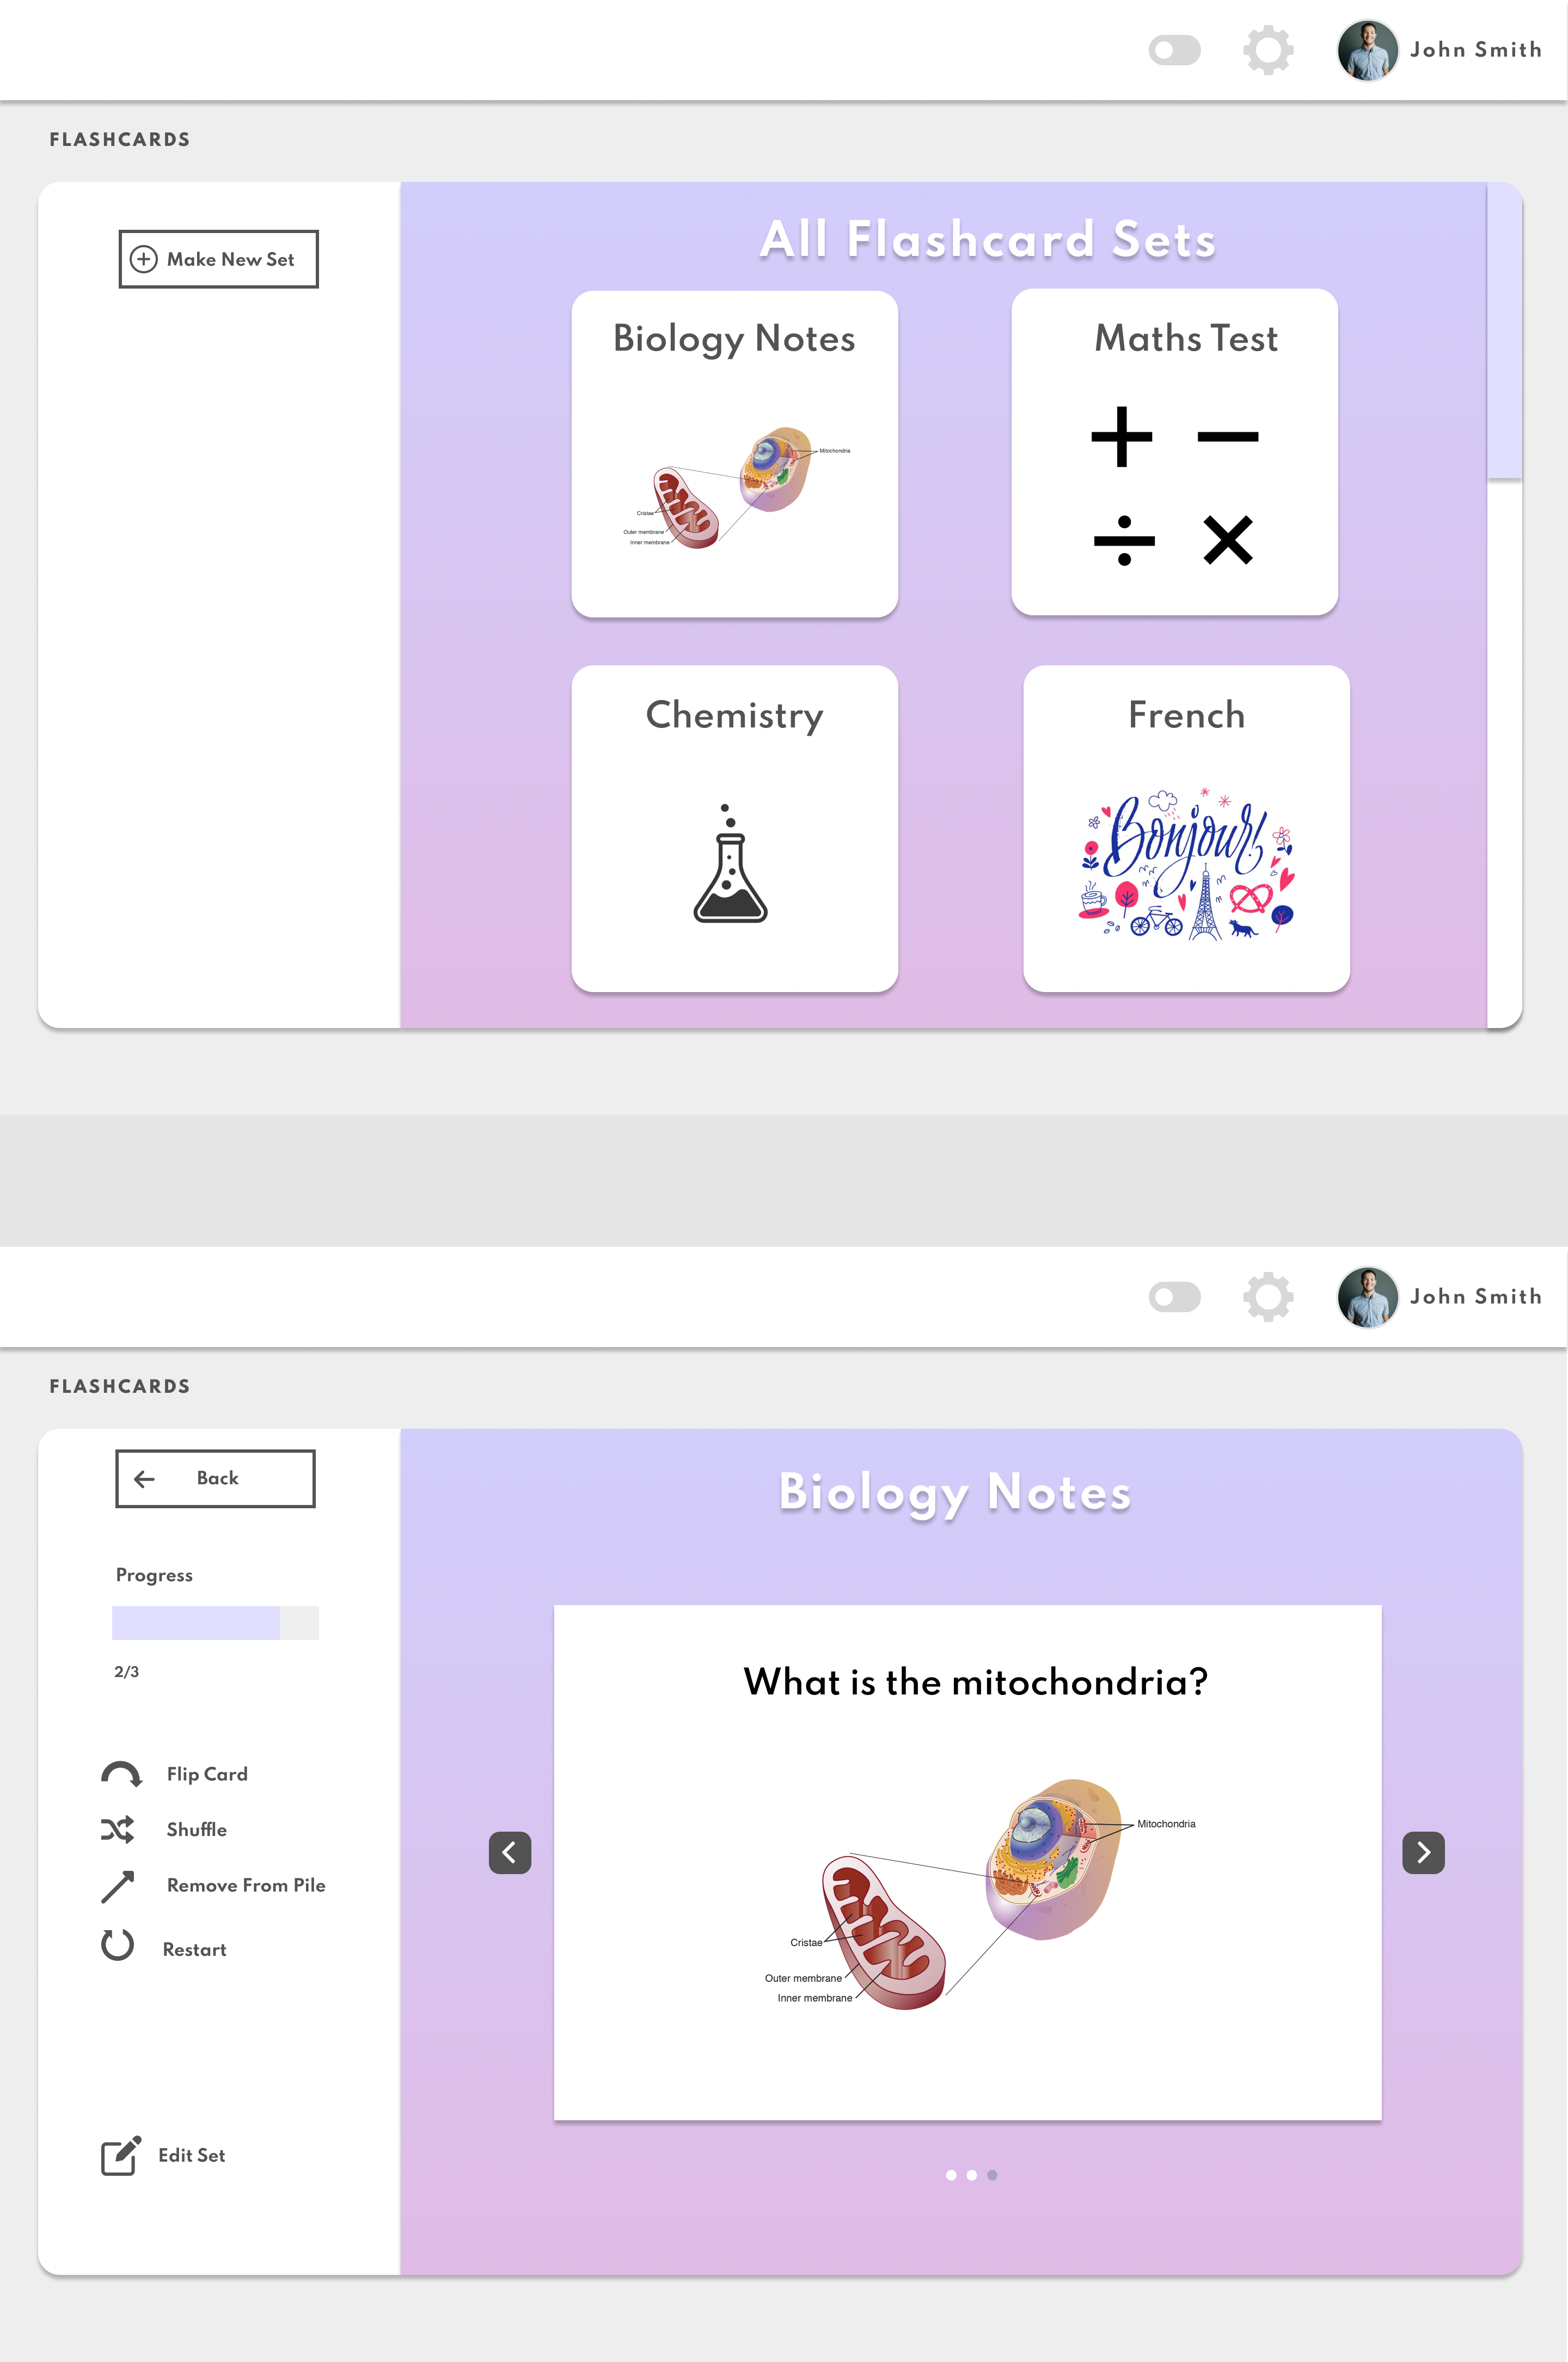 John Smith
FLASHCARDS
Make New Set
All Flashcard Sets
Biology Notes
Mitochondria
Cristae
Outer membrane
Inner membrane
Maths Test
+ −
÷ ×
Chemistry
French
Bonjour!
John Smith
FLASHCARDS
Back
Progress
2/3
Flip Card
Shuffle
Remove From Pile
Restart
Edit Set
Biology Notes
What is the mitochondria?
Mitochondria
Cristae
Outer membrane
Inner membrane